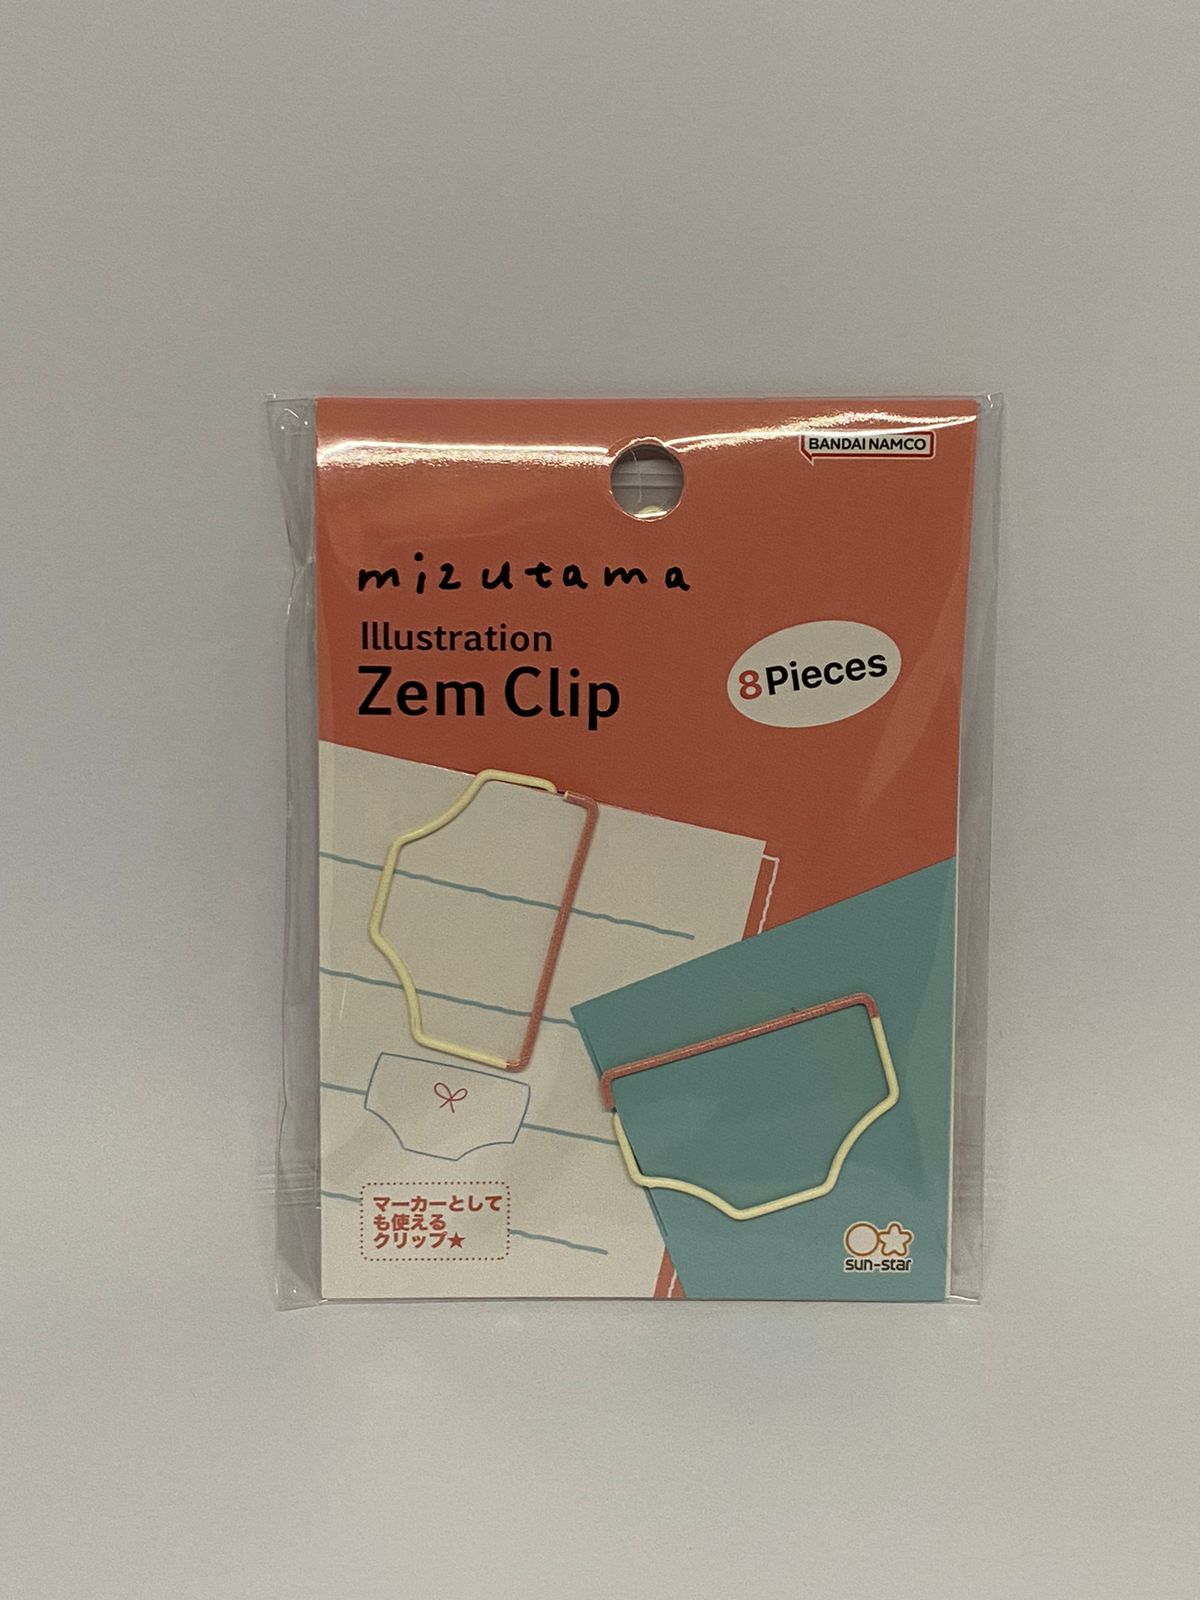 BANDAI NAMCO
mizutama
Illustration
Zem Clip
8Pieces
マーカーとして
も使える
クリップ★
sun-star